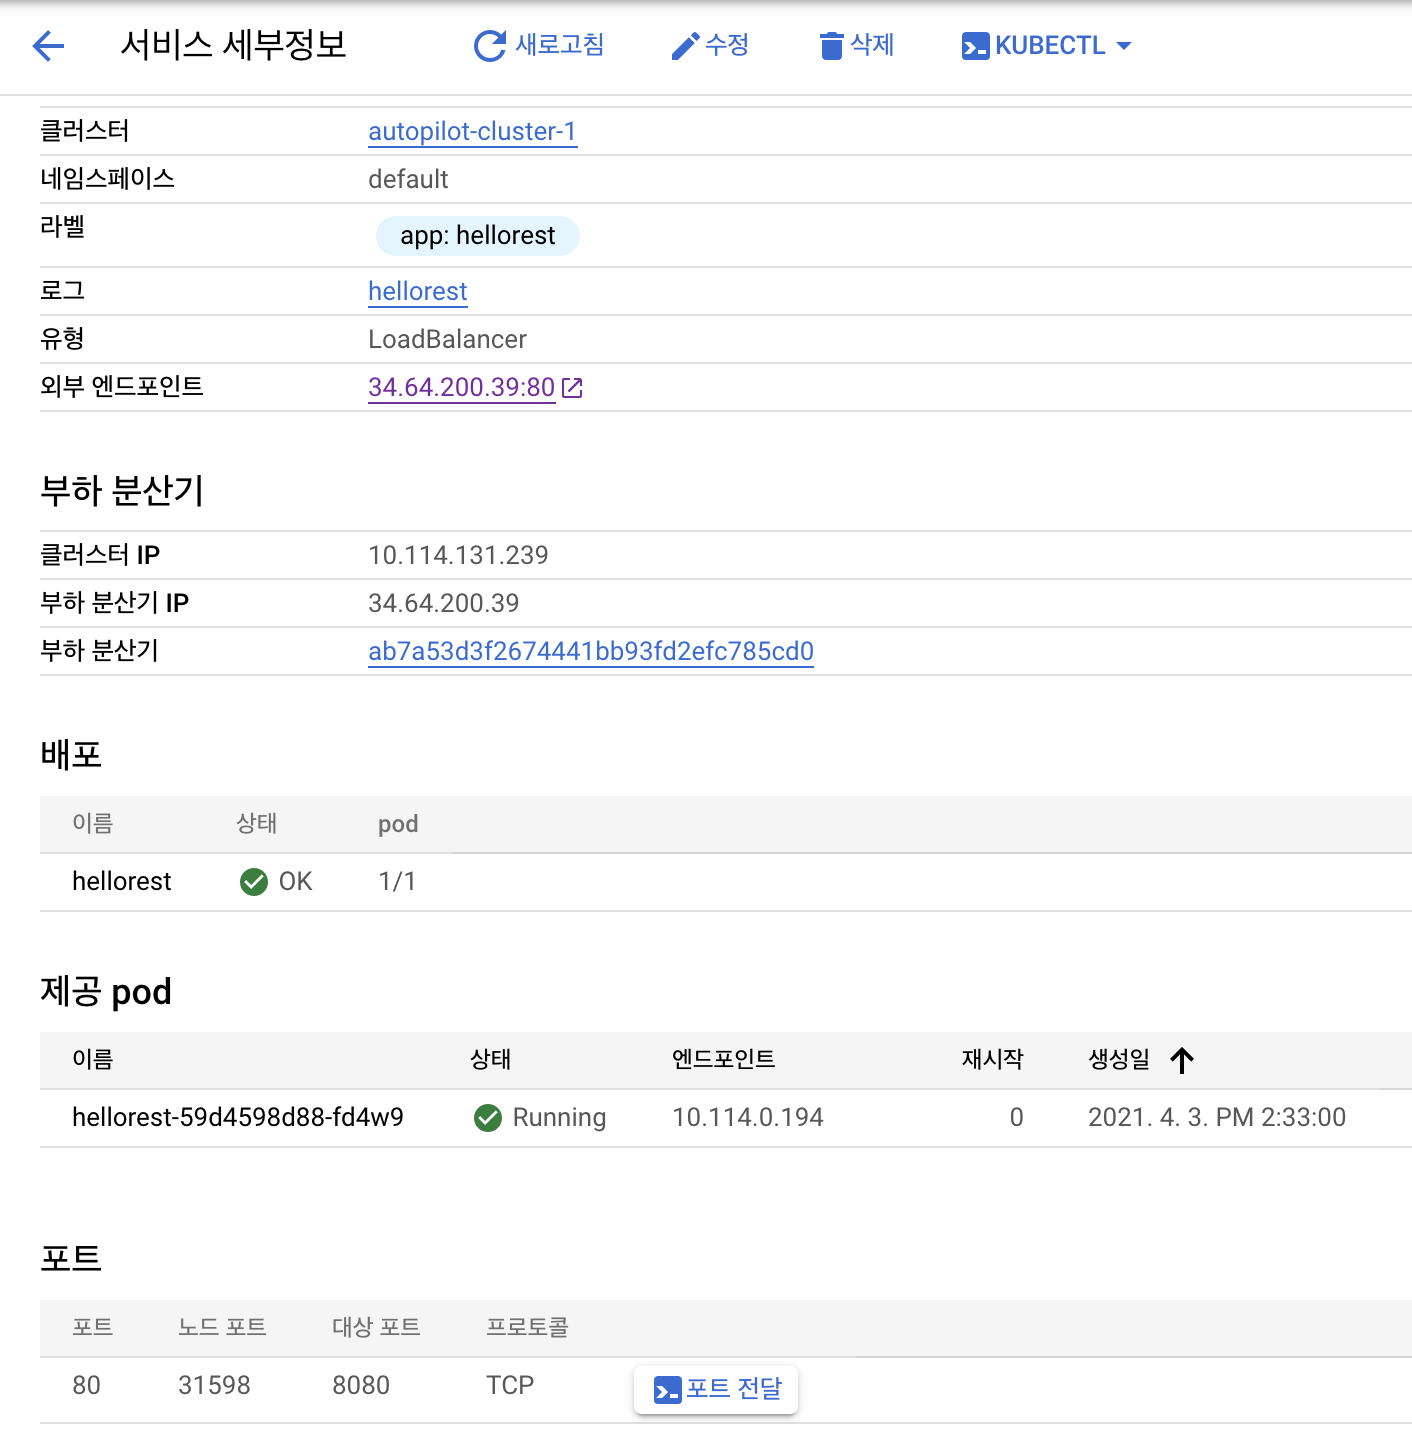 서비스 세부정보 새로고침 수정 삭제 KUBECTL
클러스터 autopilot-cluster-1
네임스페이스 default
라벨 app: hellorest
로그 hellorest
유형 LoadBalancer
외부 엔드포인트 34.64.200.39:80
부하 분산기
클러스터 IP 10.114.131.239
부하 분산기 IP 34.64.200.39
부하 분산기 ab7a53d3f2674441bb93fd2efc785cd0
배포
이름 상태 pod
hellorest OK 1/1
제공 pod
이름 상태 엔드포인트 재시작 생성일
hellorest-59d4598d88-fd4w9 Running 10.114.0.194 0 2021. 4. 3. PM 2:33:00
포트
포트 노드 포트 대상 포트 프로토콜
80 31598 8080 TCP 포트 전달